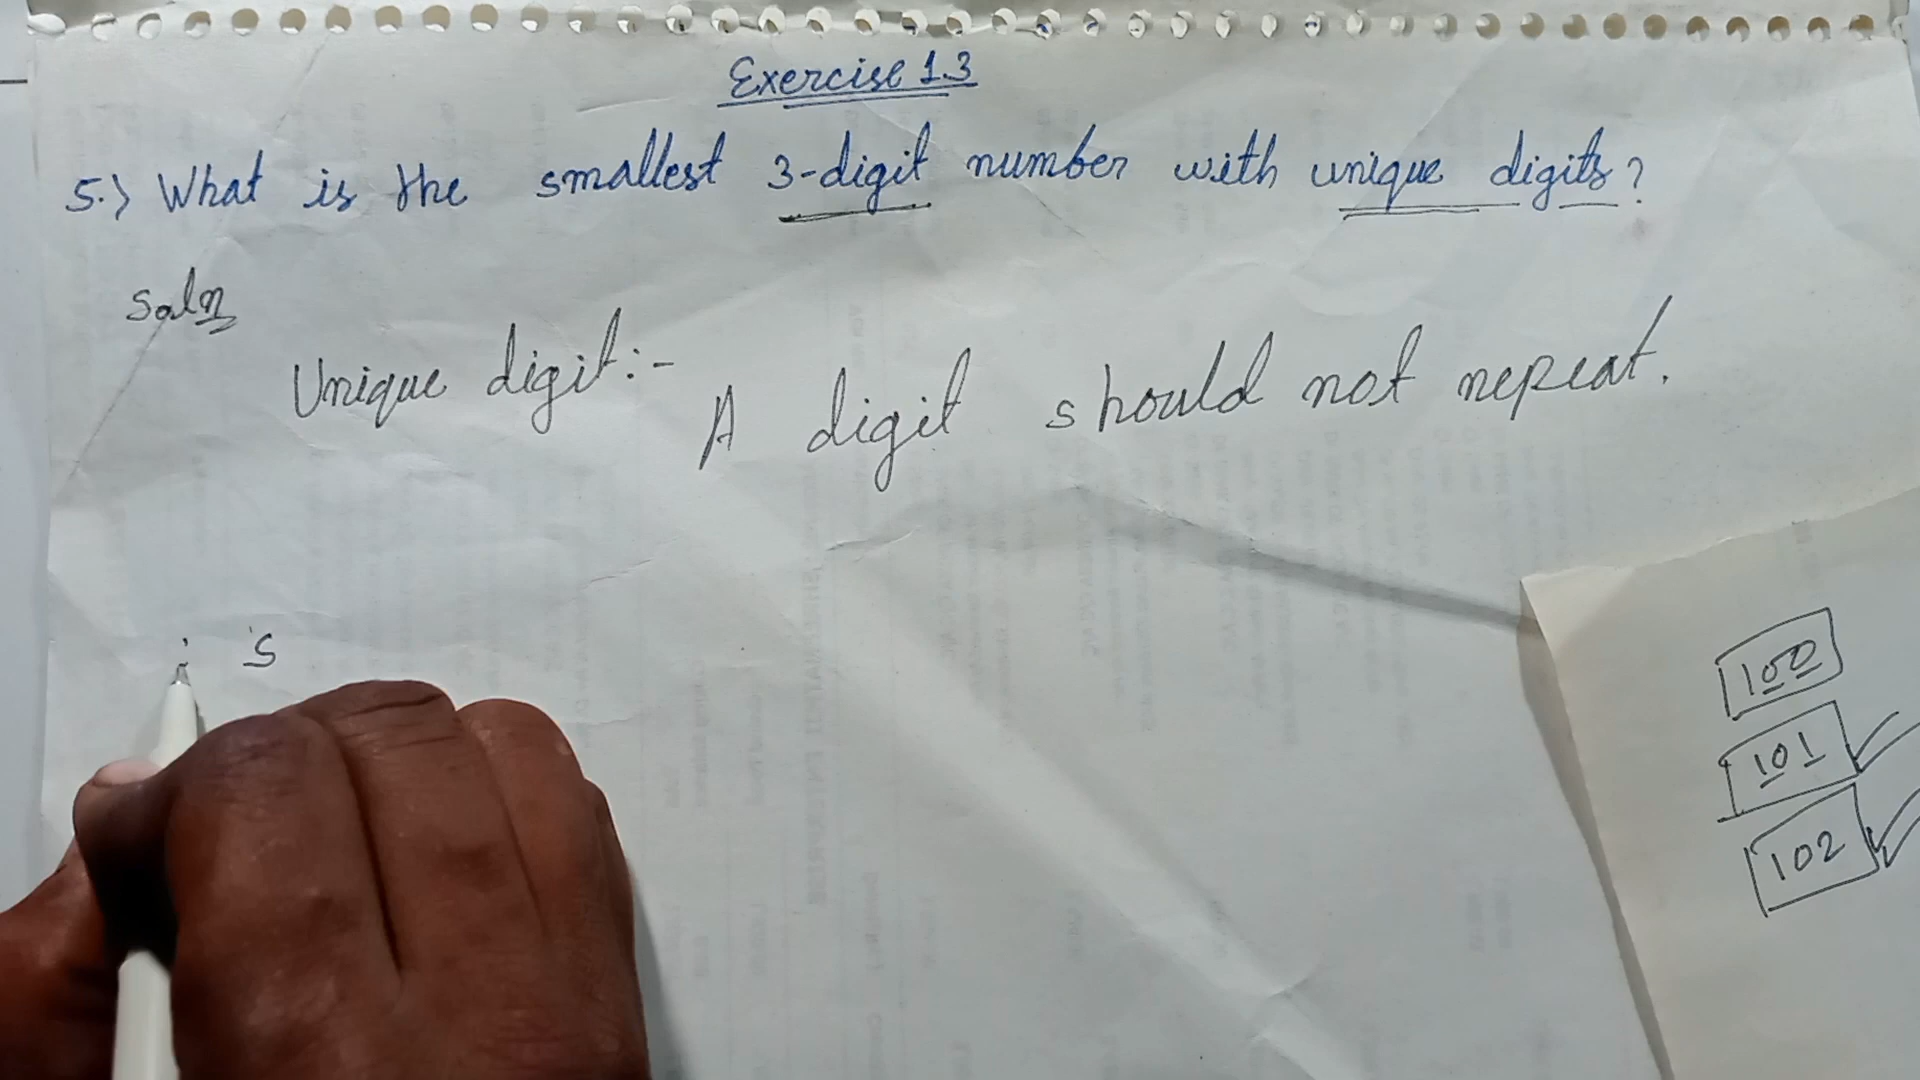 Exercise 1.3
5.) What is the smallest 3-digit number with unique digits?
Soln
Unique digit:- A digit should not repeat.
S
100
101
102